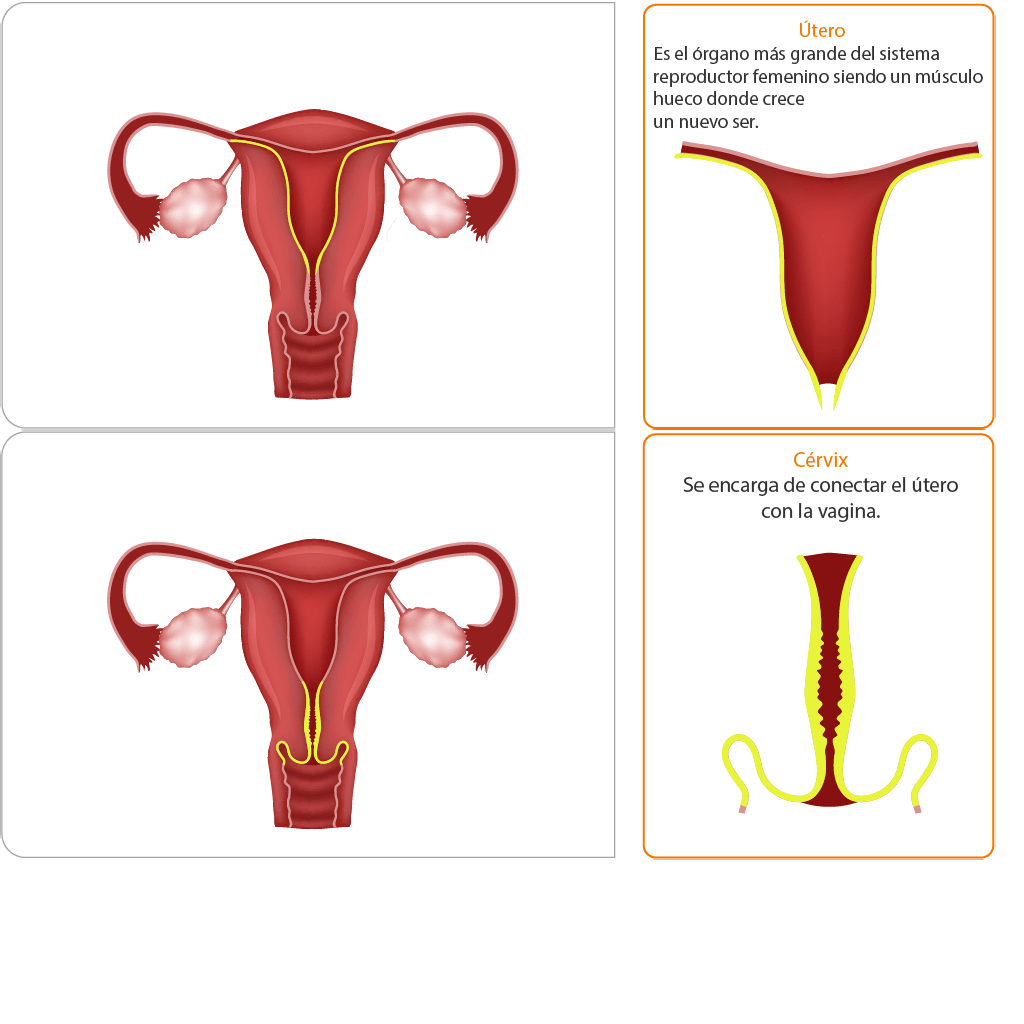 Útero
Es el órgano más grande del sistema
reproductor femenino siendo un músculo
hueco donde crece
un nuevo ser.
Cérvix
Se encarga de conectar el útero
con la vagina.